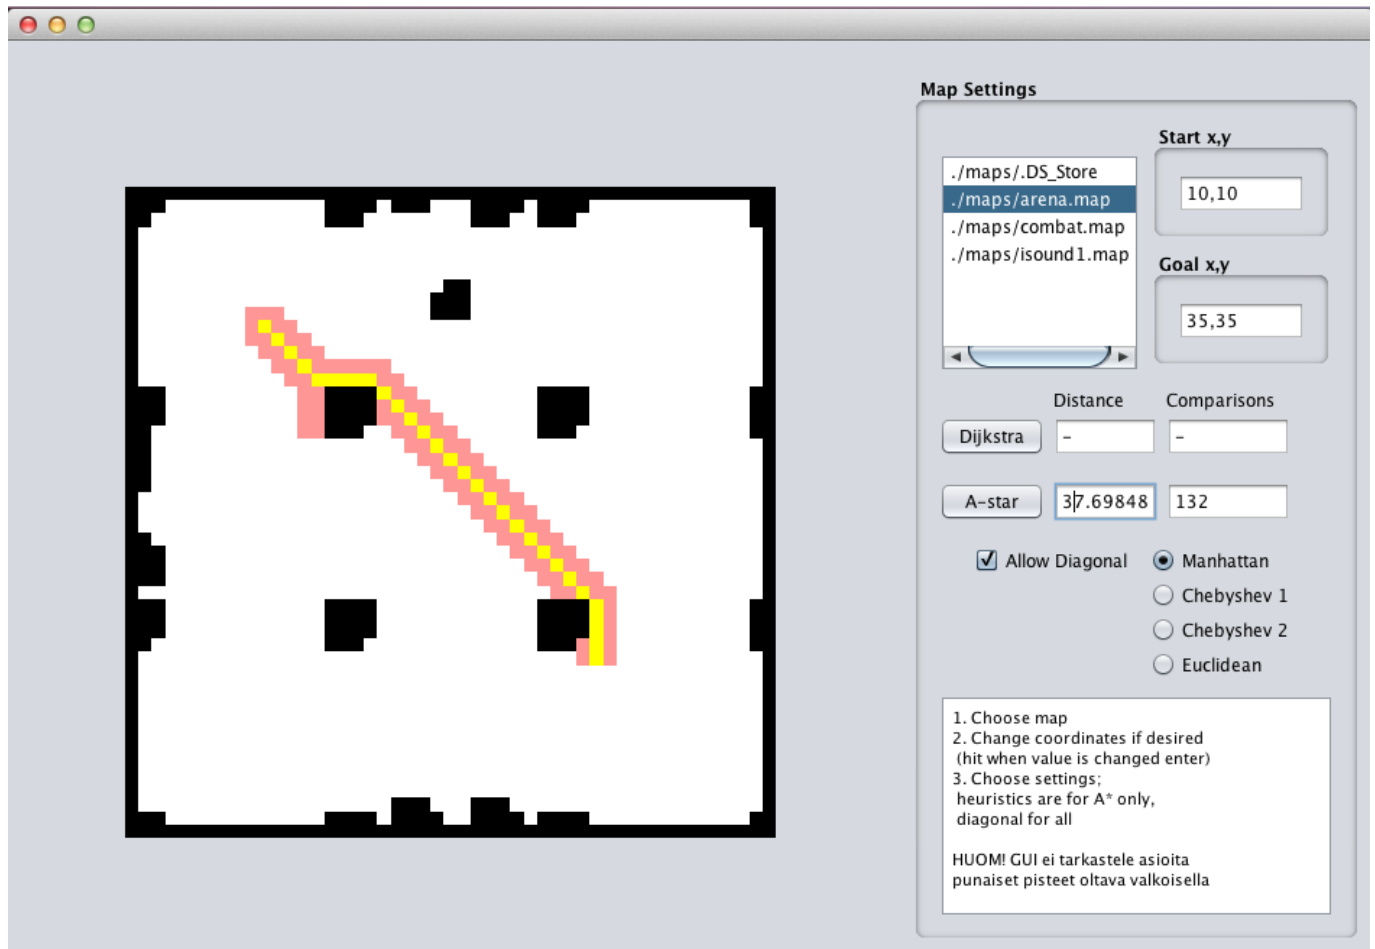 Map Settings
Start x,y
./maps/.DS_Store
./maps/arena.map
./maps/combat.map
./maps/isound1.map
10,10
Goal x,y
35,35
Distance
Comparisons
Dijkstra
-
-
A-star
37.69848
132
Allow Diagonal
Manhattan
Chebyshev 1
Chebyshev 2
Euclidean
1. Choose map
2. Change coordinates if desired
(hit when value is changed enter)
3. Choose settings;
heuristics are for A* only,
diagonal for all
HUOM! GUI ei tarkastele asioita
punaiset pisteet oltava valkoisella